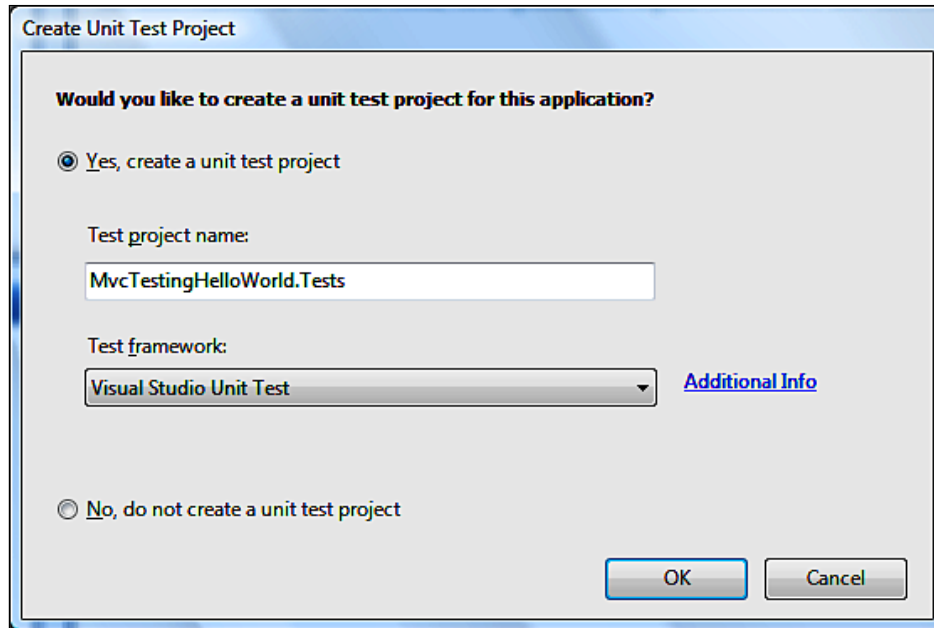 Create Unit Test Project
Would you like to create a unit test project for this application?
Yes, create a unit test project
Test project name:
MvcTestingHelloWorld.Tests
Test framework:
Visual Studio Unit Test
Additional Info
No, do not create a unit test project
OK
Cancel